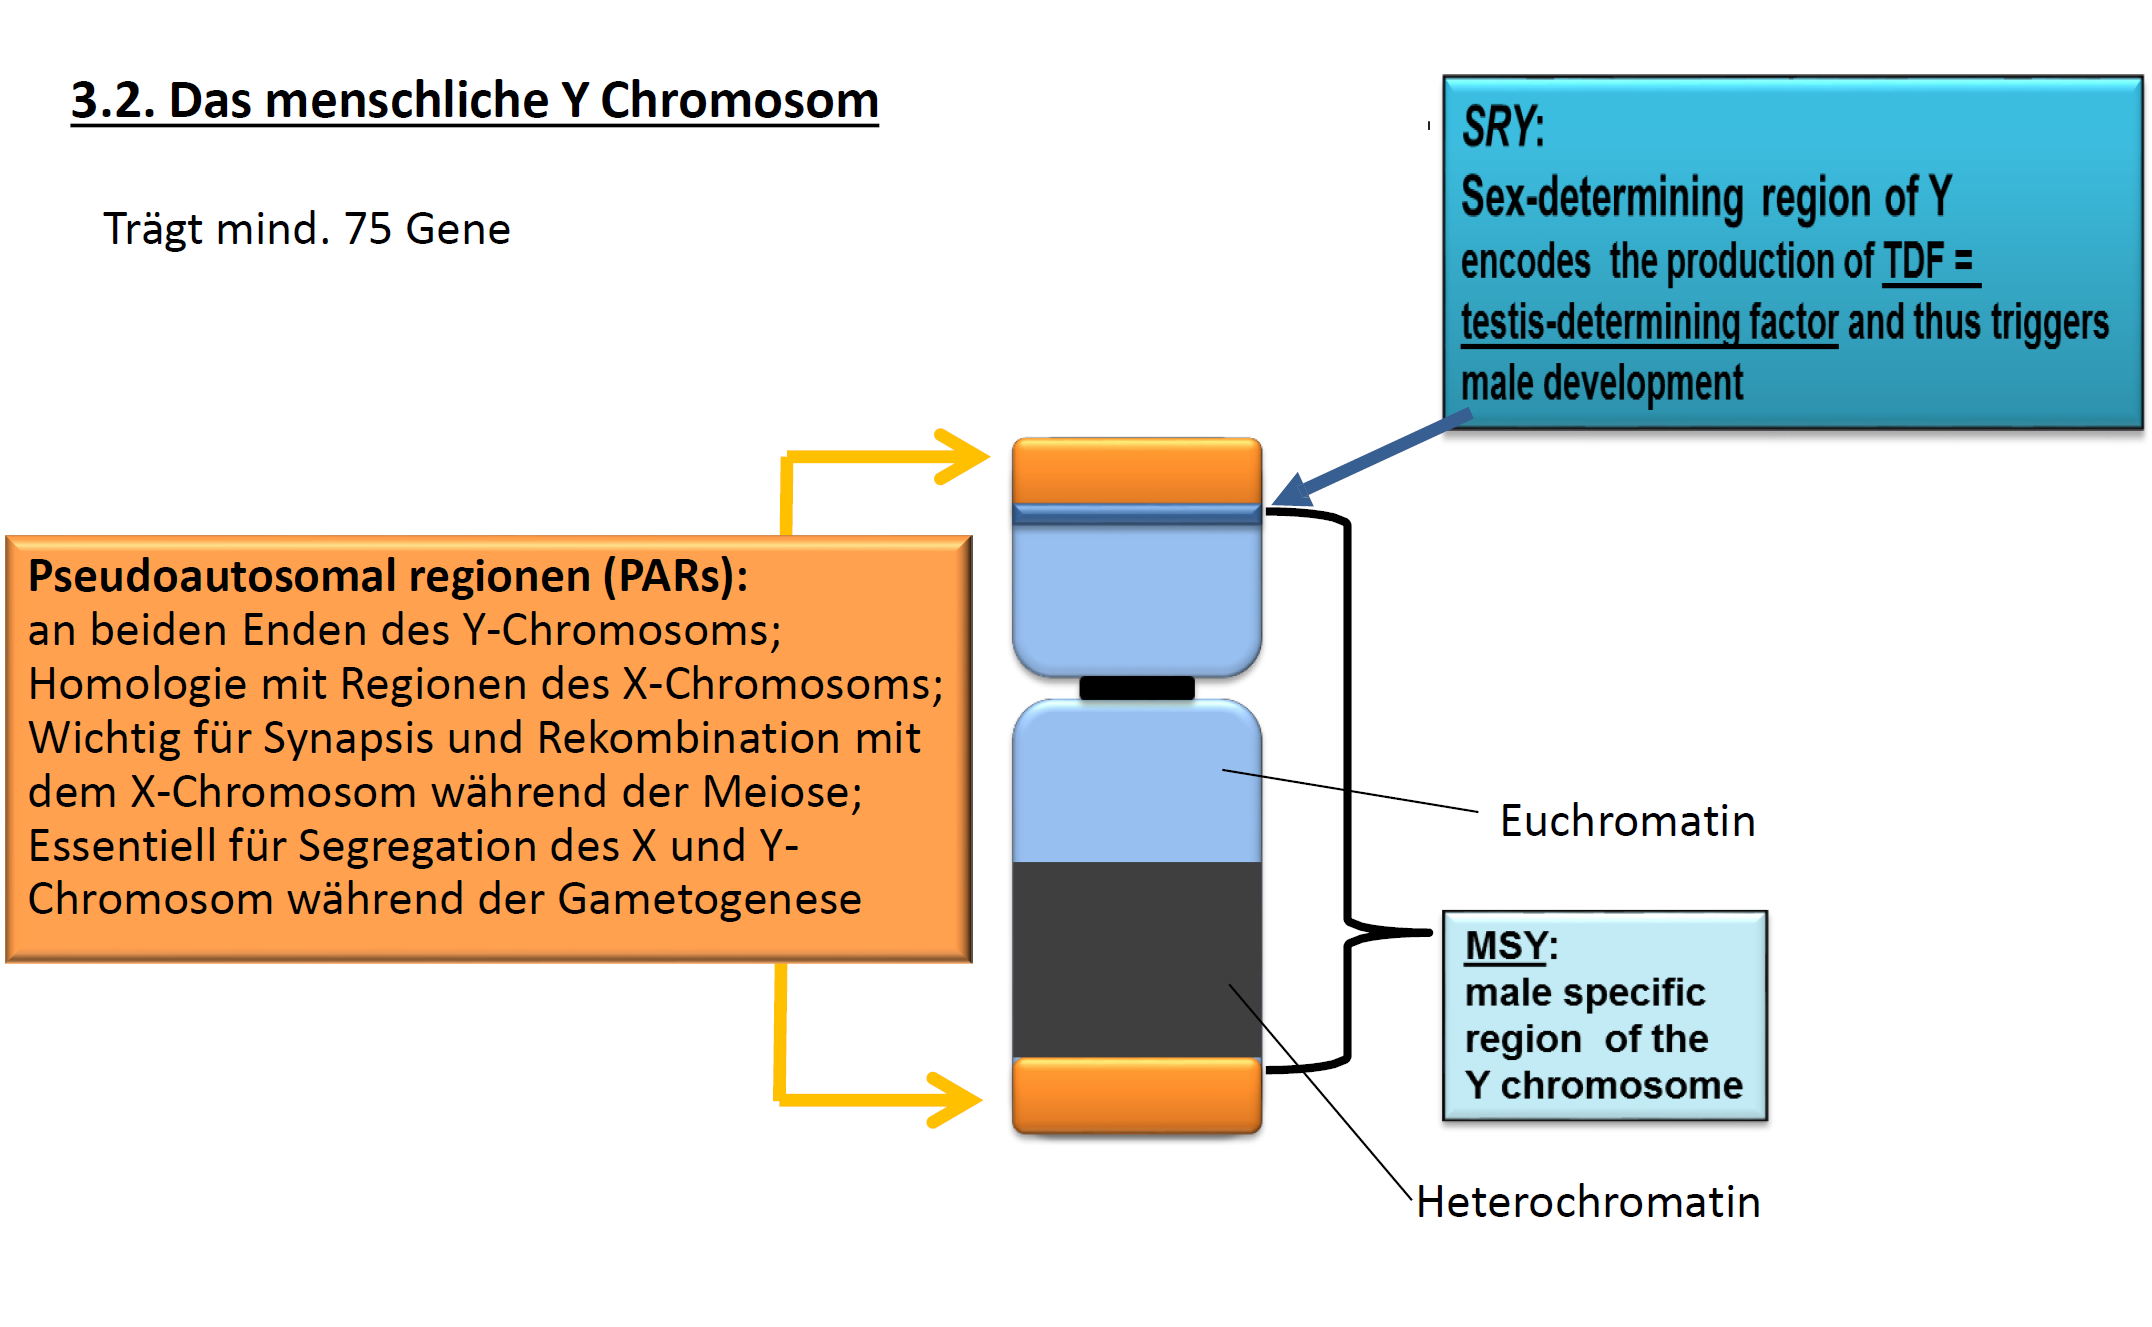 3.2. Das menschliche Y Chromosom
Trägt mind. 75 Gene
SRY:
Sex-determining region of Y
encodes the production of TDF =
testis-determining factor and thus triggers
male development
Pseudoautosomal regionen (PARs):
an beiden Enden des Y-Chromosoms;
Homologie mit Regionen des X-Chromosoms;
Wichtig für Synapsis und Rekombination mit
dem X-Chromosom während der Meiose;
Essentiell für Segregation des X und Y-
Chromosom während der Gametogenese
Euchromatin
MSY:
male specific
region of the
Y chromosome
Heterochromatin